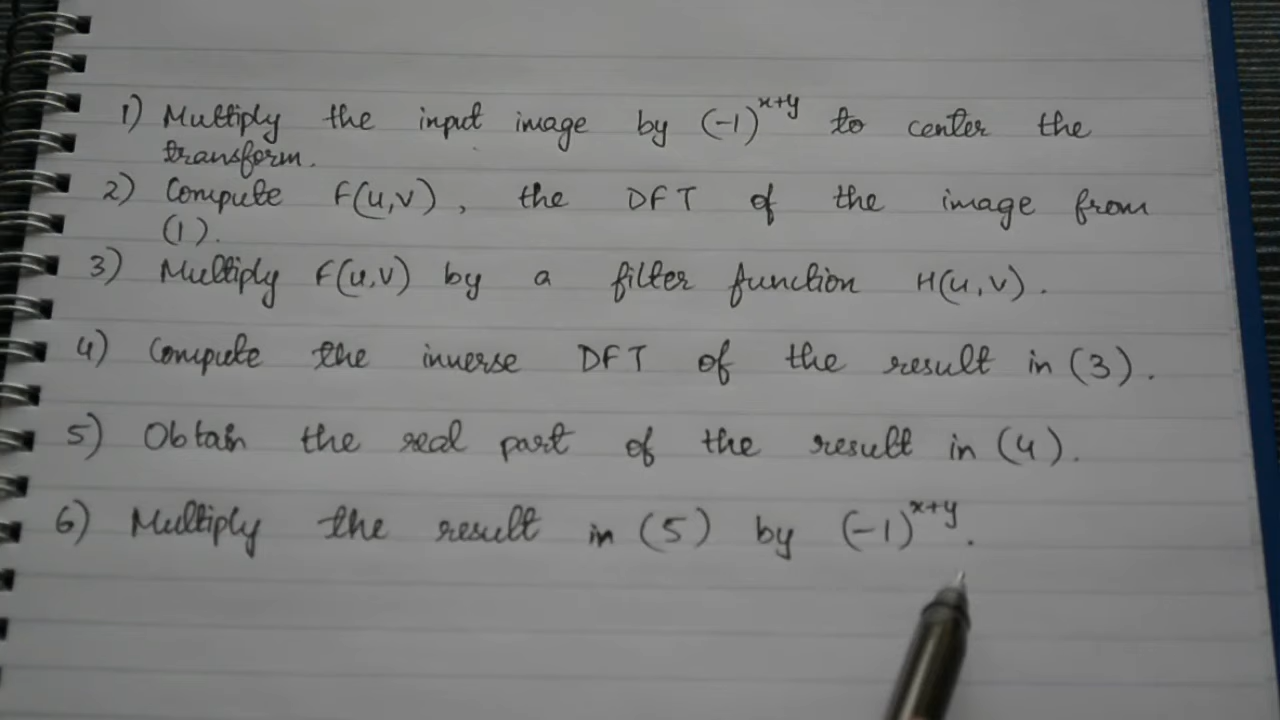 1) Multiply the input image by (-1)^x+y to center the
transform.
2) Compute F(u,v), the DFT of the image from
(1).
3) Multiply F(u,v) by a filter function H(u,v).
4) Compute the inverse DFT of the result in (3).
5) Obtain the real part of the result in (4).
6) Multiply the result in (5) by (-1)^x+y.